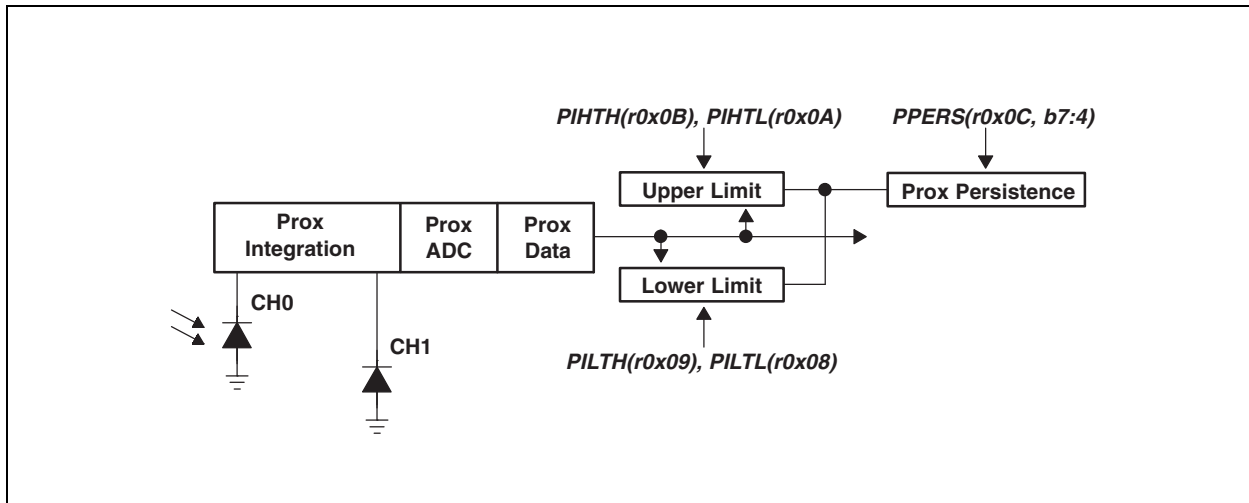 PIHTH(r0x0B), PIHTL(r0x0A)
PPERS(r0x0C, b7:4)
Upper Limit
Prox Persistence
Prox
Integration
Prox
ADC
Prox
Data
Lower Limit
CH0
CH1
PILTH(r0x09), PILTL(r0x08)